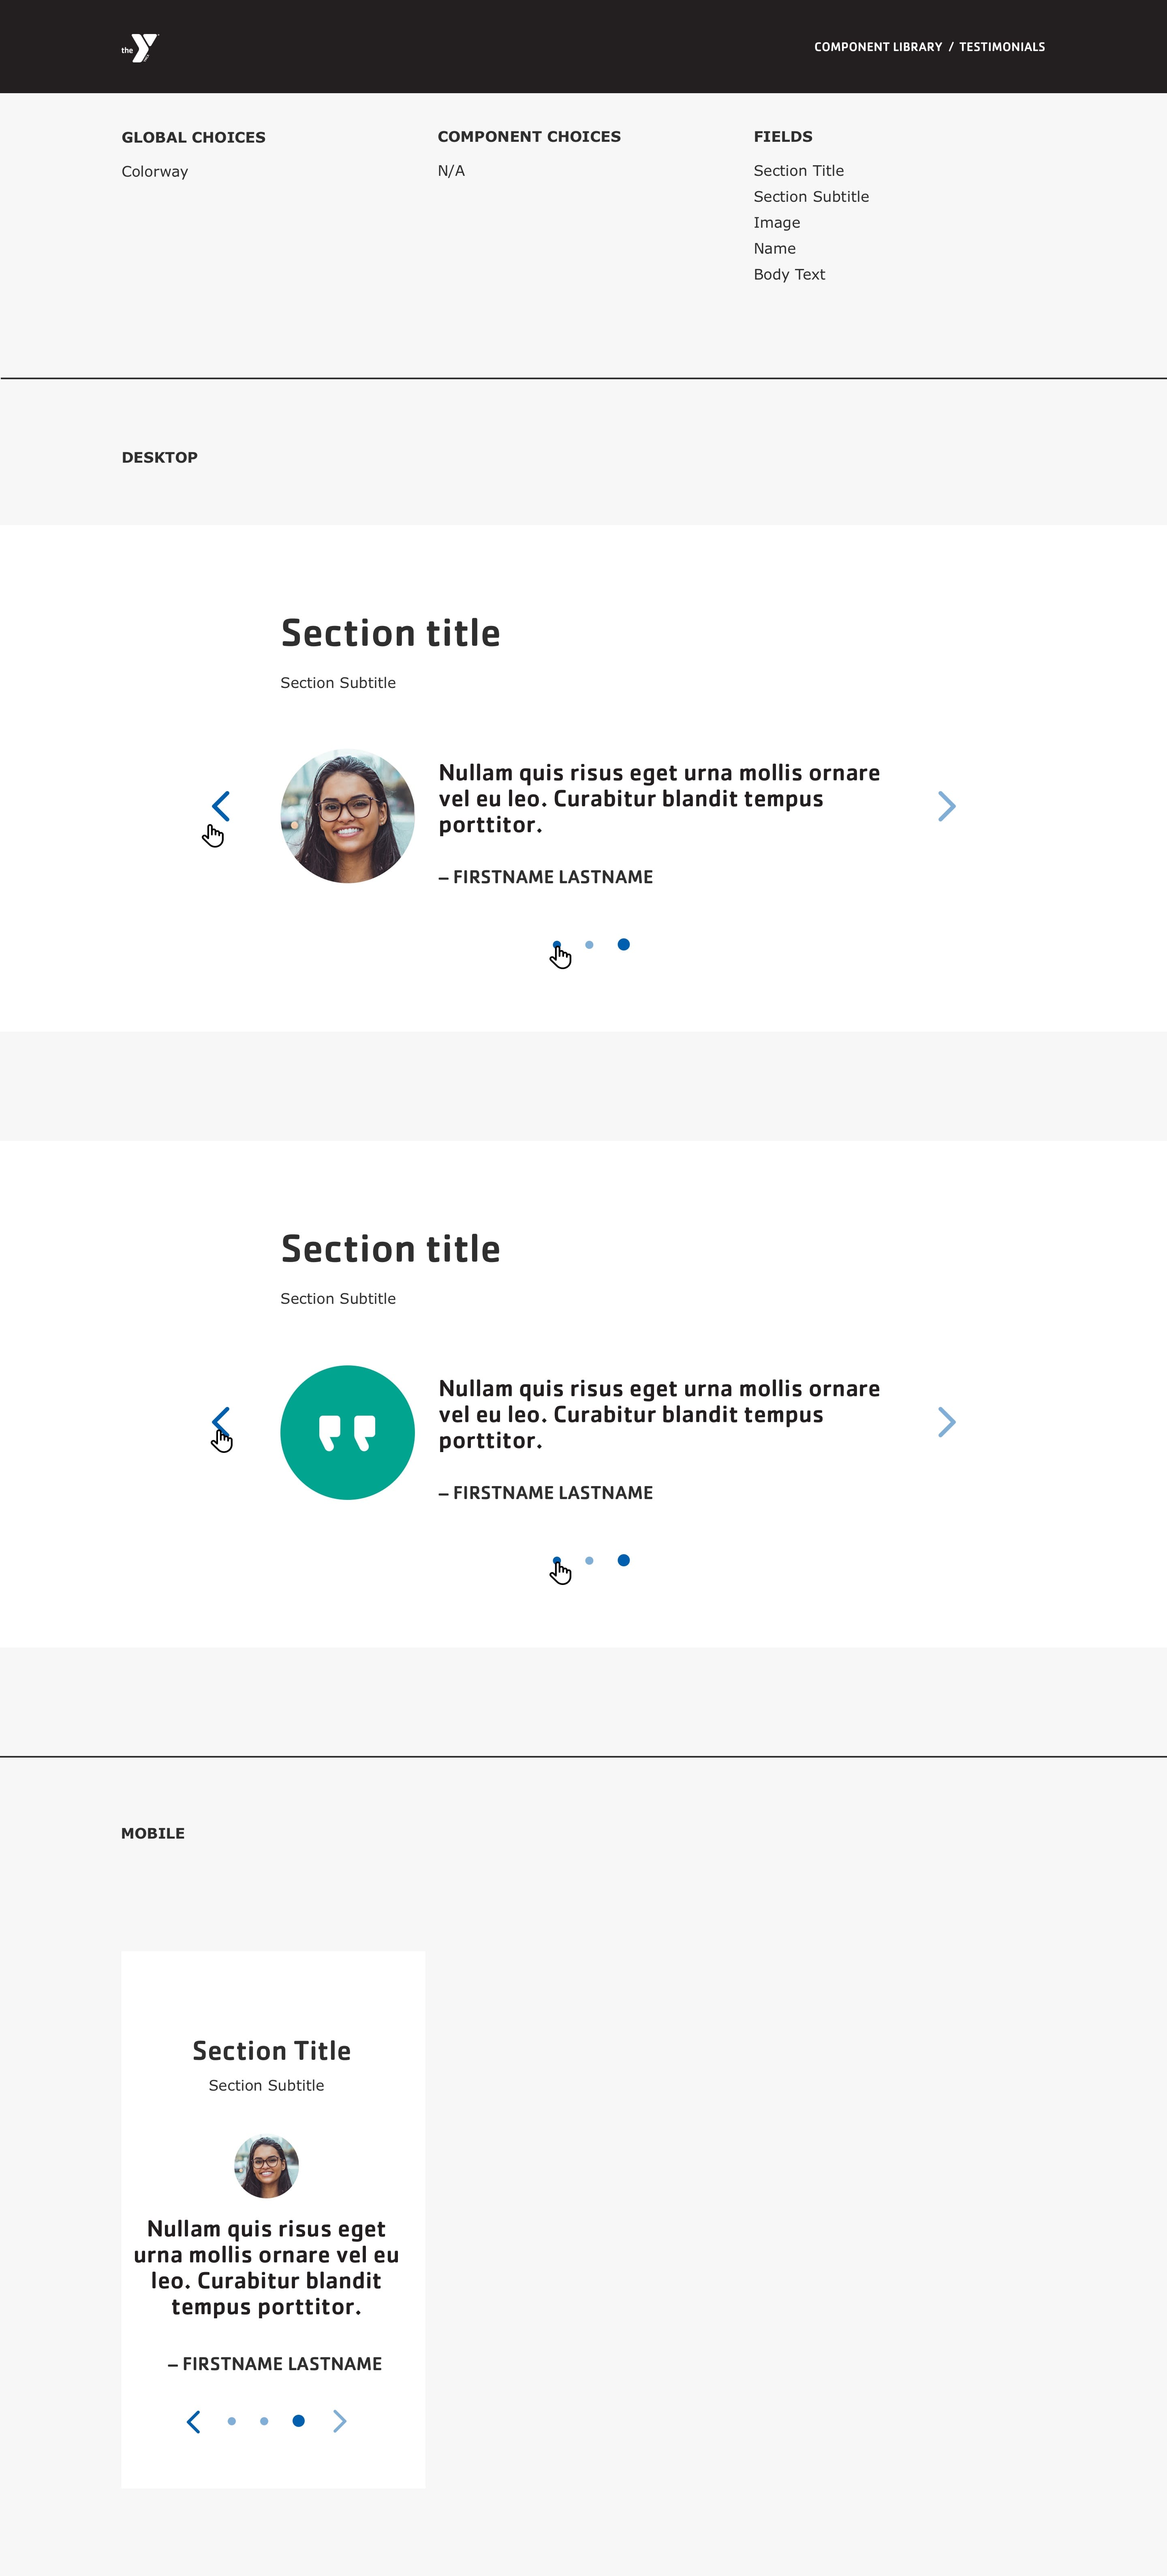 the
COMPONENT LIBRARY / TESTIMONIALS
GLOBAL CHOICES
Colorway
COMPONENT CHOICES
N/A
FIELDS
Section Title
Section Subtitle
Image
Name
Body Text
DESKTOP
Section title
Section Subtitle
Nullam quis risus eget urna mollis ornare
vel eu leo. Curabitur blandit tempus
porttitor.
– FIRSTNAME LASTNAME
Section title
Section Subtitle
Nullam quis risus eget urna mollis ornare
vel eu leo. Curabitur blandit tempus
porttitor.
– FIRSTNAME LASTNAME
MOBILE
Section Title
Section Subtitle
Nullam quis risus eget
urna mollis ornare vel eu
leo. Curabitur blandit
tempus porttitor.
– FIRSTNAME LASTNAME